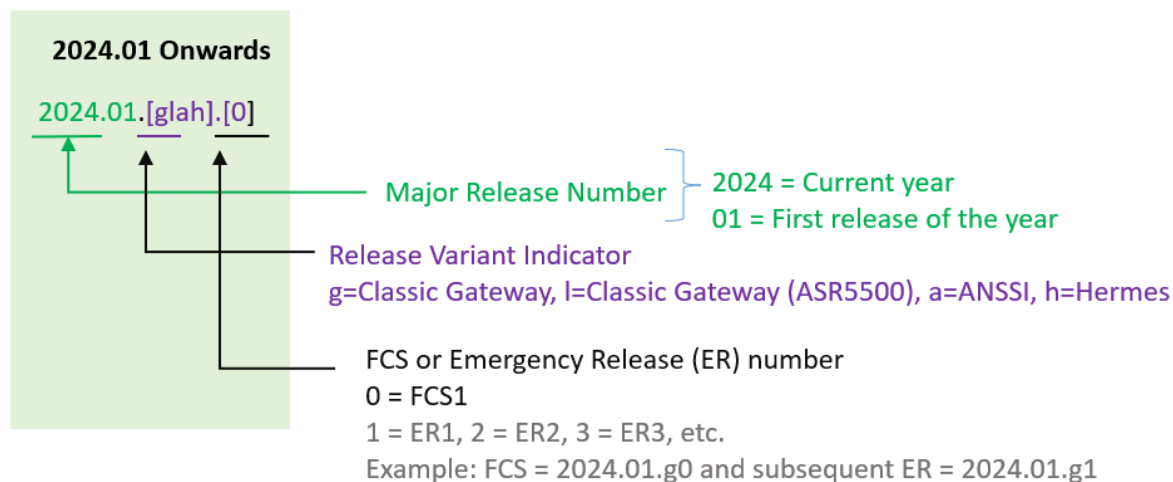 2024.01 Onwards
2024.01.[glah].[0]
Major Release Number
2024 = Current year
01 = First release of the year
Release Variant Indicator
g=Classic Gateway, l=Classic Gateway (ASR5500), a=ANSSI, h=Hermes
FCS or Emergency Release (ER) number
0 = FCS1
1 = ER1, 2 = ER2, 3 = ER3, etc.
Example: FCS = 2024.01.g0 and subsequent ER = 2024.01.g1